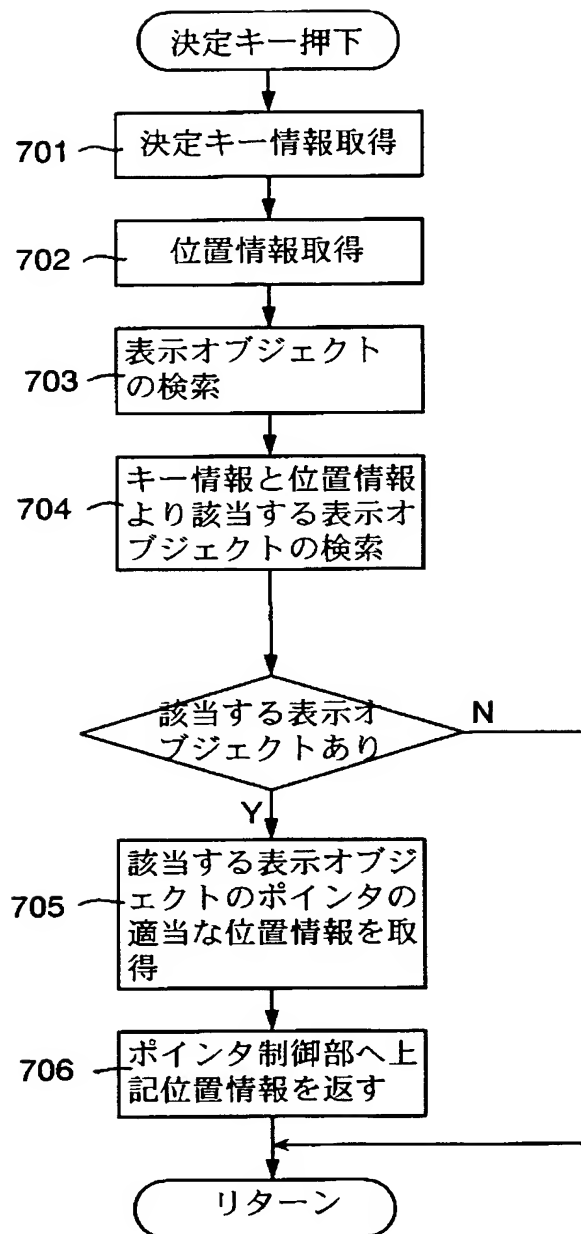 決定キー押下
701
決定キー情報取得
702
位置情報取得
703
表示オブジェクト
の検索
704
キー情報と位置情報
より該当する表示オ
ブジェクトの検索
該当する表示オ
ブジェクトあり
N
Y
705
該当する表示オブジ
ェクトのポインタの
適当な位置情報を取
得
706
ポインタ制御部へ上
記位置情報を返す
リターン